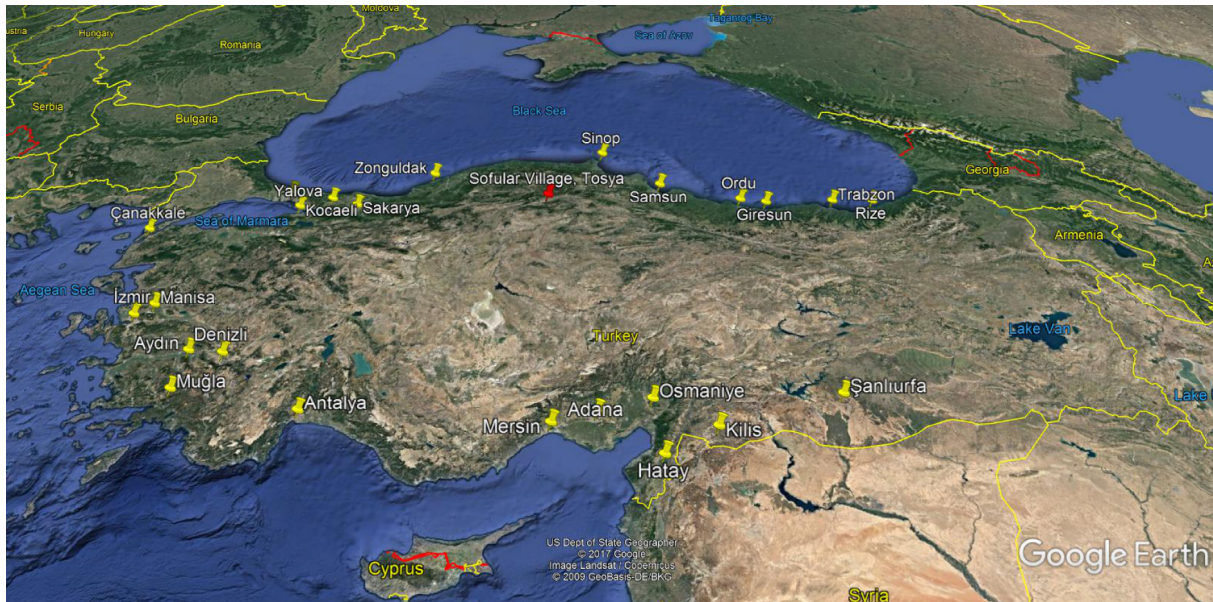 Moldova
Taganrog Bay
ustria
Hungary
Romania
Sea of Azov
Serbia
Black Sea
Bulgaria
Sinop
Zonguldak
Sofular Village, Tosya
Georgia
Yalova
Kocaeli
Sakarya
Samsun
Ordu
Giresun
Trabzon
Rize
Çanakkale
Sea of Marmara
Armenia
Az
Aegean Sea
İzmir
Manisa
Lake Van
Aydın
Denizli
Turkey
Muğla
Antalya
Mersin
Adana
Osmaniye
Şanlıurfa
Lake
Kilis
Hatay
US Dept of State Geographer
© 2017 Google
Image Landsat / Copernicus
© 2009 GeoBasis-DE/BKG
Google Earth
Cyprus
Syria